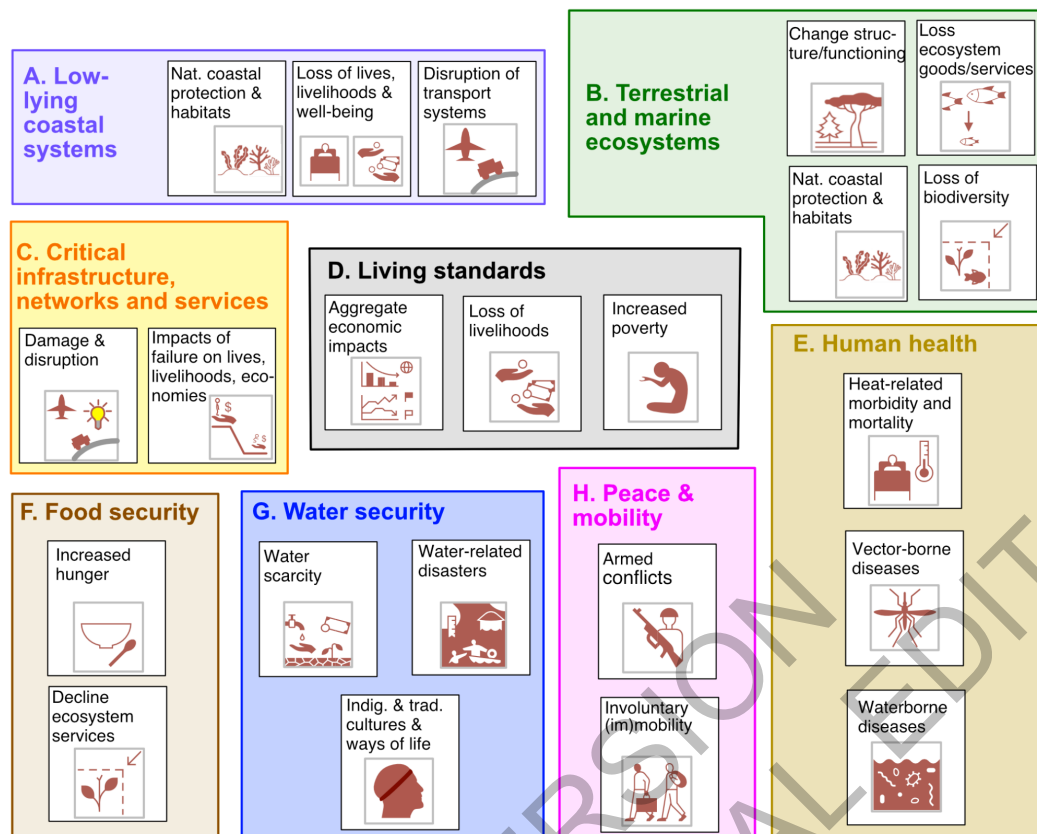 A. Low-
lying
coastal
systems
Nat. coastal
protection &
habitats
Loss of lives,
livelihoods &
well-being
Disruption of
transport
systems
B. Terrestrial
and marine
ecosystems
Change struc-
ture/functioning
Loss
ecosystem
goods/services
Nat. coastal
protection &
habitats
Loss of
biodiversity
C. Critical
infrastructure,
networks and services
Damage &
disruption
Impacts of
failure on lives,
livelihoods, eco-
nomies
$
$
D. Living standards
Aggregate
economic
impacts
Loss of
livelihoods
Increased
poverty
E. Human health
Heat-related
morbidity and
mortality
Vector-borne
diseases
Waterborne
diseases
F. Food security
Increased
hunger
Decline
ecosystem
services
G. Water security
Water
scarcity
Water-related
disasters
Indig. & trad.
cultures &
ways of life
H. Peace &
mobility
Armed
conflicts
Involuntary
(im)mobility